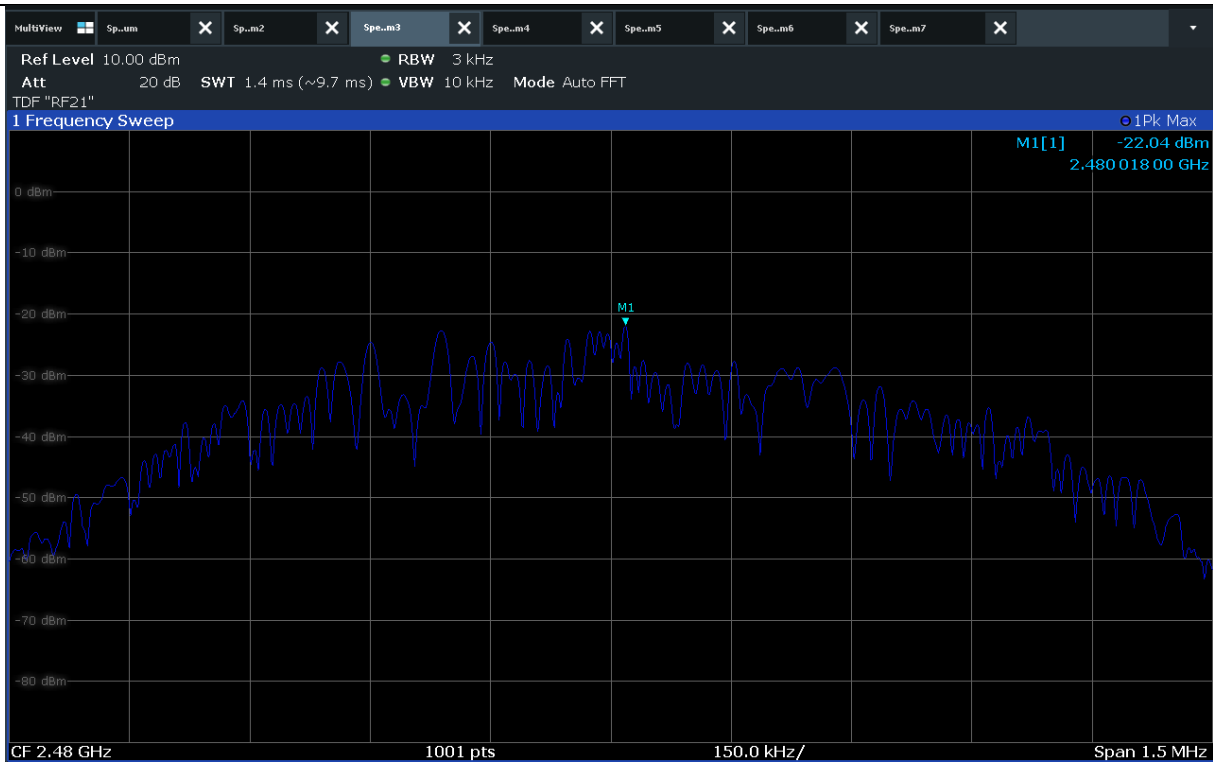 MultiView Sp..um Sp..m2 Spe..m3 Spe..m4 Spe..m5 Spe..m6 Spe..m7
Ref Level 10.00 dBm RBW 3 kHz
Att 20 dB SWT 1.4 ms (~9.7 ms) VBW 10 kHz Mode Auto FFT
TDF "RF21"
1 Frequency Sweep 1Pk Max
M1[1] -22.04 dBm
2.480 018 00 GHz
0 dBm
-10 dBm
M1
-20 dBm
-30 dBm
-40 dBm
-50 dBm
-60 dBm
-70 dBm
-80 dBm
CF 2.48 GHz 1001 pts 150.0 kHz/ Span 1.5 MHz